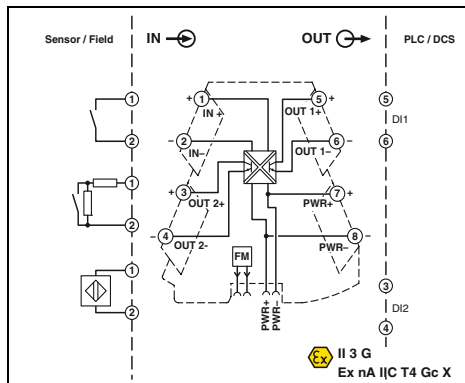 Sensor / Field IN OUT PLC / DCS
1 + 1 5 + 5
IN + OUT 1+
DI1
2 - 2 6 - 6
IN– OUT 1–
1 + 3 7 +
OUT 2+ PWR+
2 - 4 8 -
OUT 2- PWR–
FM
1
3
PWR+
PWR–
DI2
2
4
Ex II 3 G
Ex nA IIC T4 Gc X